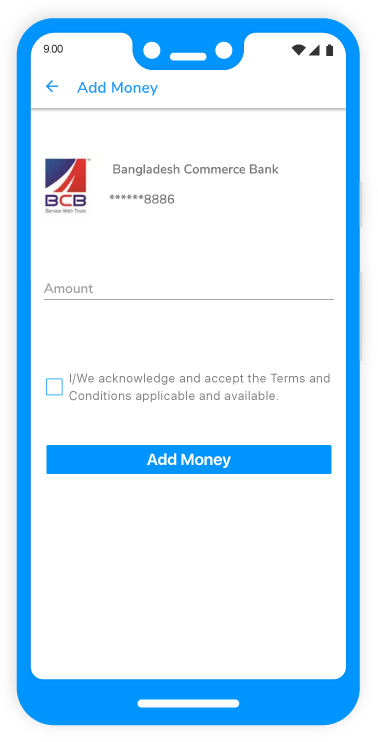 9.00
Add Money
Bangladesh Commerce Bank
BCB
Service With Trust
******8886
Amount
I/We acknowledge and accept the Terms and
Conditions applicable and available.
Add Money